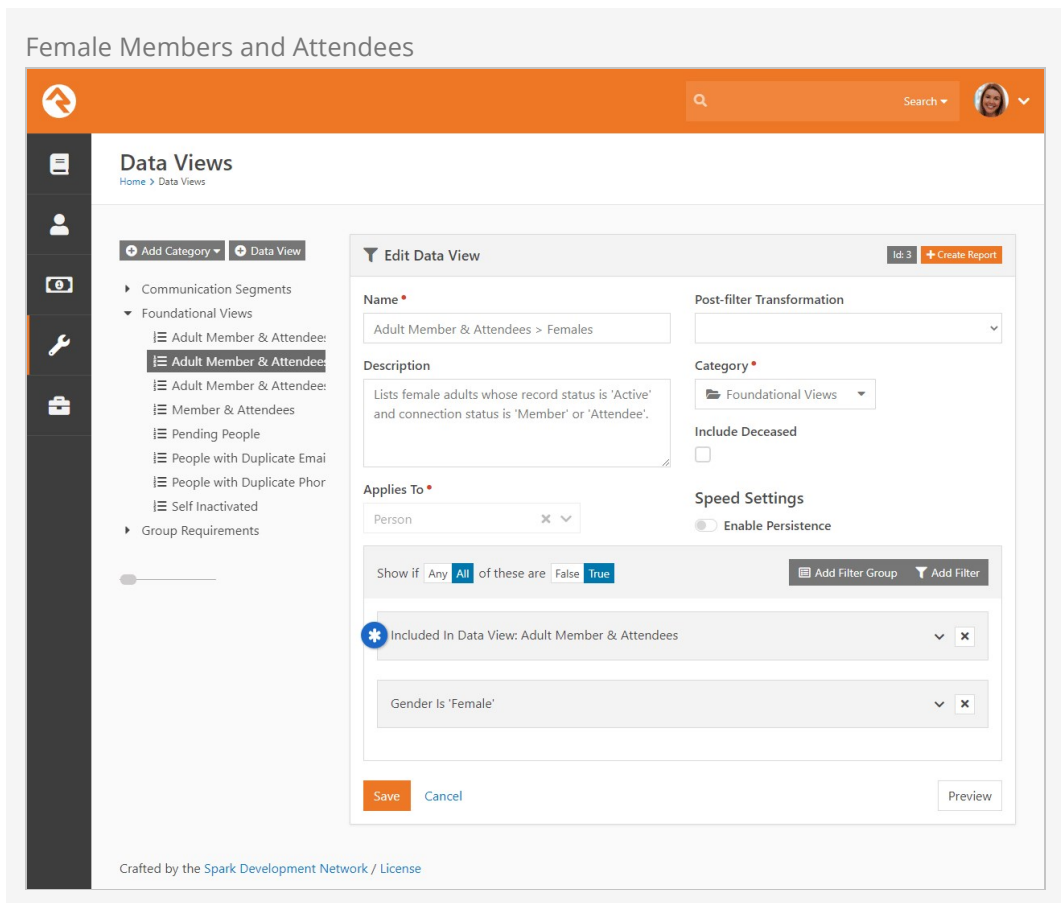 Female Members and Attendees
Search
Data Views
Home > Data Views
Add Category
Data View
Communication Segments
Foundational Views
Adult Member & Attendees
Adult Member & Attendees
Adult Member & Attendees
Member & Attendees
Pending People
People with Duplicate Emai
People with Duplicate Phor
Self Inactivated
Group Requirements
Edit Data View
Id: 3
Create Report
Name
Adult Member & Attendees > Females
Post-filter Transformation
Description
Lists female adults whose record status is 'Active'
and connection status is 'Member' or 'Attendee'.
Category
Foundational Views
Include Deceased
Applies To
Person
Speed Settings
Enable Persistence
Show if Any All of these are False True
Add Filter Group
Add Filter
Included In Data View: Adult Member & Attendees
Gender Is 'Female'
Save
Cancel
Preview
Crafted by the Spark Development Network / License